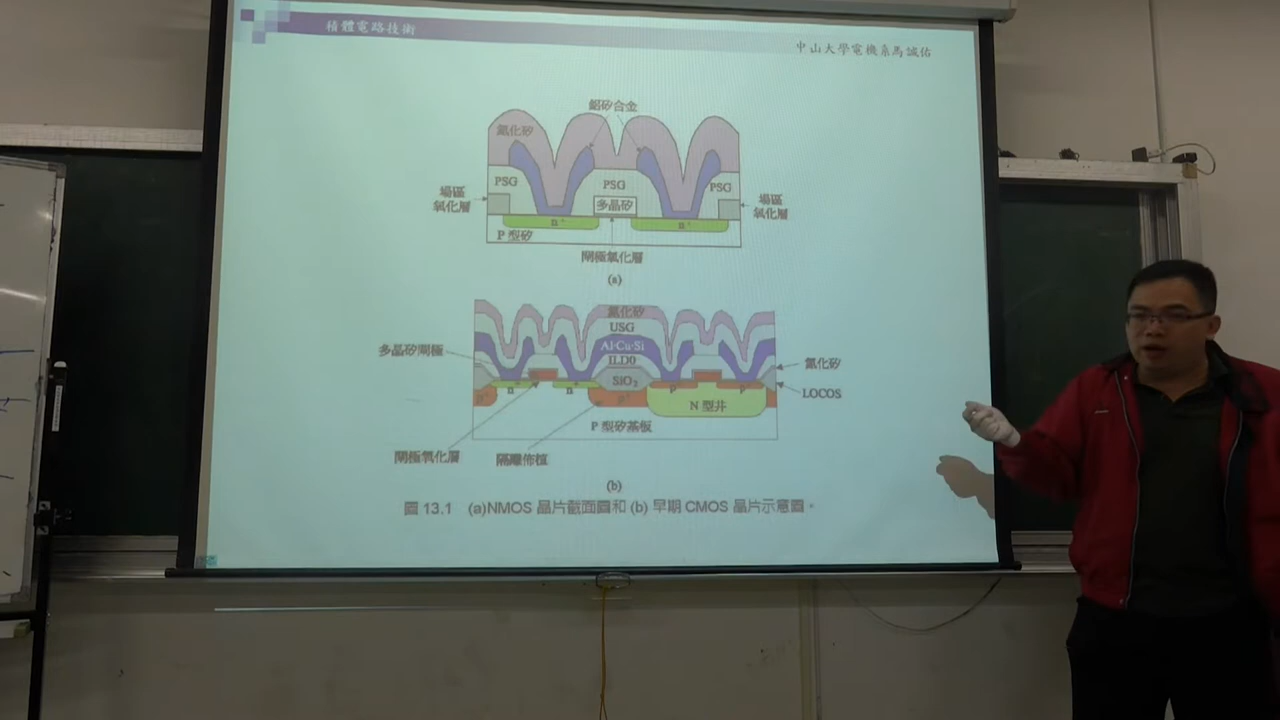 積體電路技術
中山大學電機系馬誠佑
鋁矽合金
氮化矽
PSG
PSG
PSG
場區
氧化層
多晶矽
場區
氧化層
n⁺
n⁺
P 型矽
閘極氧化層
(a)
氮化矽
USG
多晶矽閘極
Al·Cu·Si
ILD0
氮化矽
SiO₂
LOCOS
p⁺
n⁺
n⁺
p⁺
p⁺
p⁺
N 型井
P 型矽基板
閘極氧化層
隔離佈植
(b)
圖 13.1 (a)NMOS 晶片截面圖和 (b) 早期 CMOS 晶片示意圖。